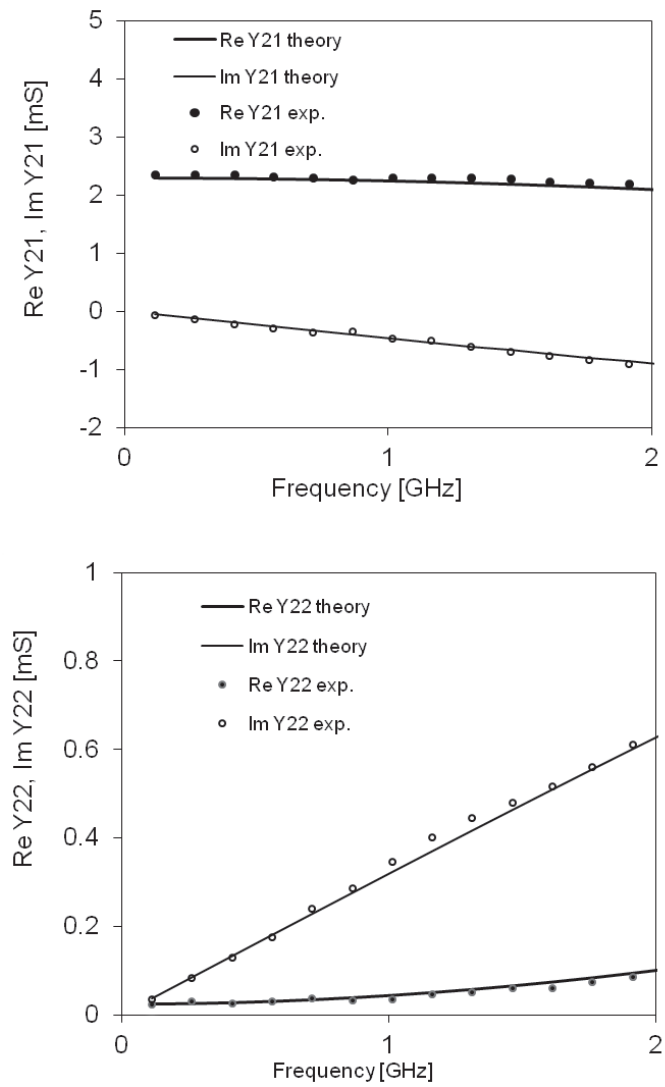 5
4
3
2
1
0
-1
-2
Re Y21, Im Y21 [mS]
Re Y21 theory
Im Y21 theory
Re Y21 exp.
Im Y21 exp.
0
1
2
Frequency [GHz]
1
0.8
0.6
0.4
0.2
0
Re Y22, Im Y22 [mS]
Re Y22 theory
Im Y22 theory
Re Y22 exp.
Im Y22 exp.
0
1
2
Frequency [GHz]